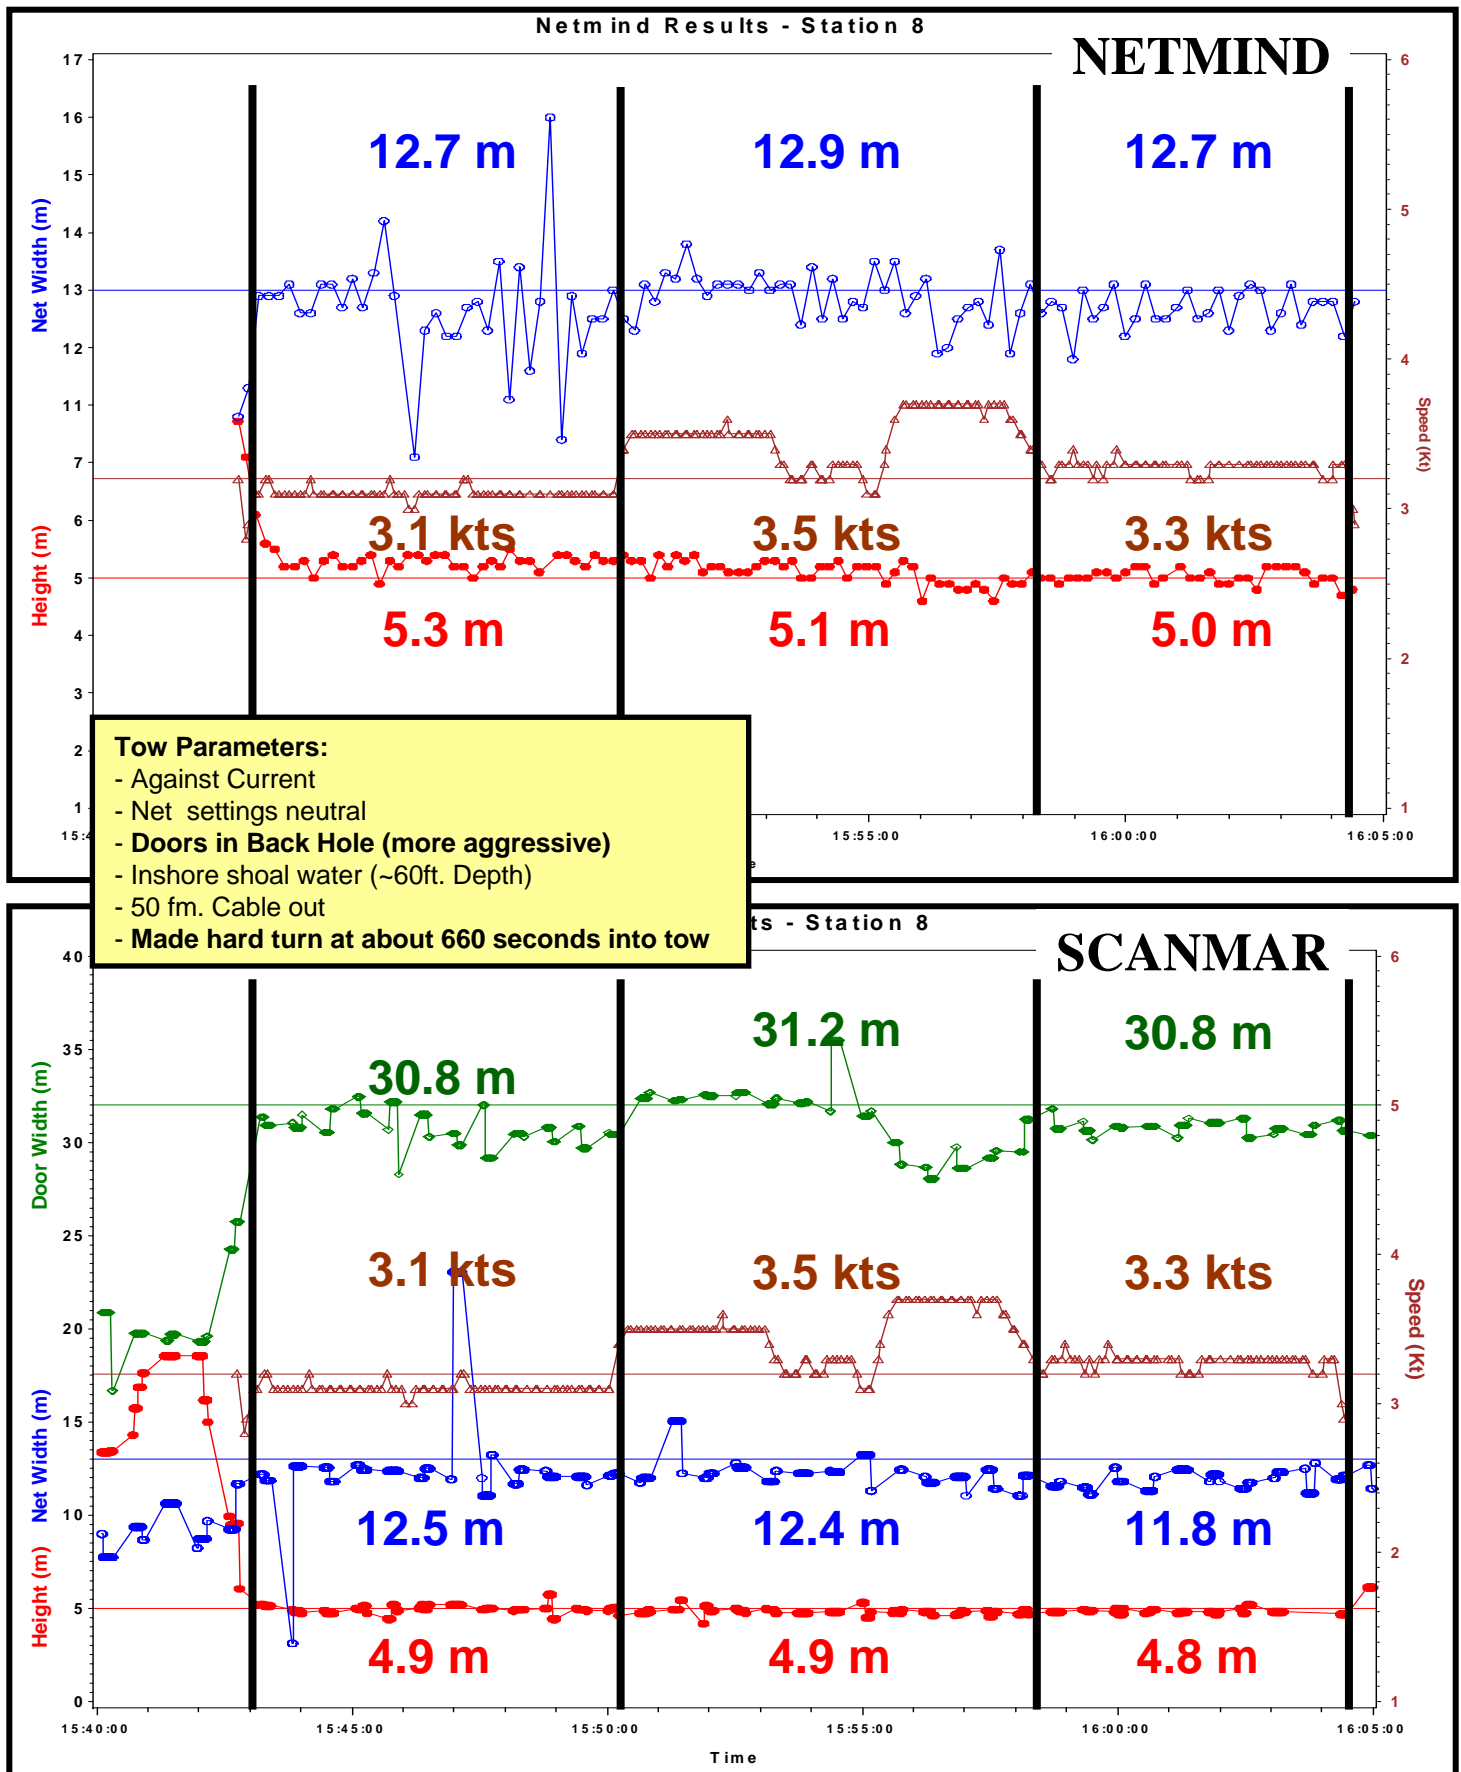 Netmind Results - Station 8
NETMIND
17
16
15
14
13
12
11
7
6
5
4
3
2
1
Net Width (m)
Height (m)
6
5
4
3
2
1
Speed (Kt)
12.7 m
12.9 m
12.7 m
3.1 kts
3.5 kts
3.3 kts
5.3 m
5.1 m
5.0 m
15:4
15:55:00
16:00:00
16:05:00
e
Tow Parameters:
- Against Current
- Net settings neutral
- Doors in Back Hole (more aggressive)
- Inshore shoal water (~60ft. Depth)
- 50 fm. Cable out
- Made hard turn at about 660 seconds into tow
ts - Station 8
SCANMAR
40
35
30
25
20
15
10
5
0
Door Width (m)
Net Width (m)
Height (m)
6
5
4
3
2
1
Speed (Kt)
30.8 m
31.2 m
30.8 m
3.1 kts
3.5 kts
3.3 kts
12.5 m
12.4 m
11.8 m
4.9 m
4.9 m
4.8 m
15:40:00
15:45:00
15:50:00
15:55:00
16:00:00
16:05:00
Time